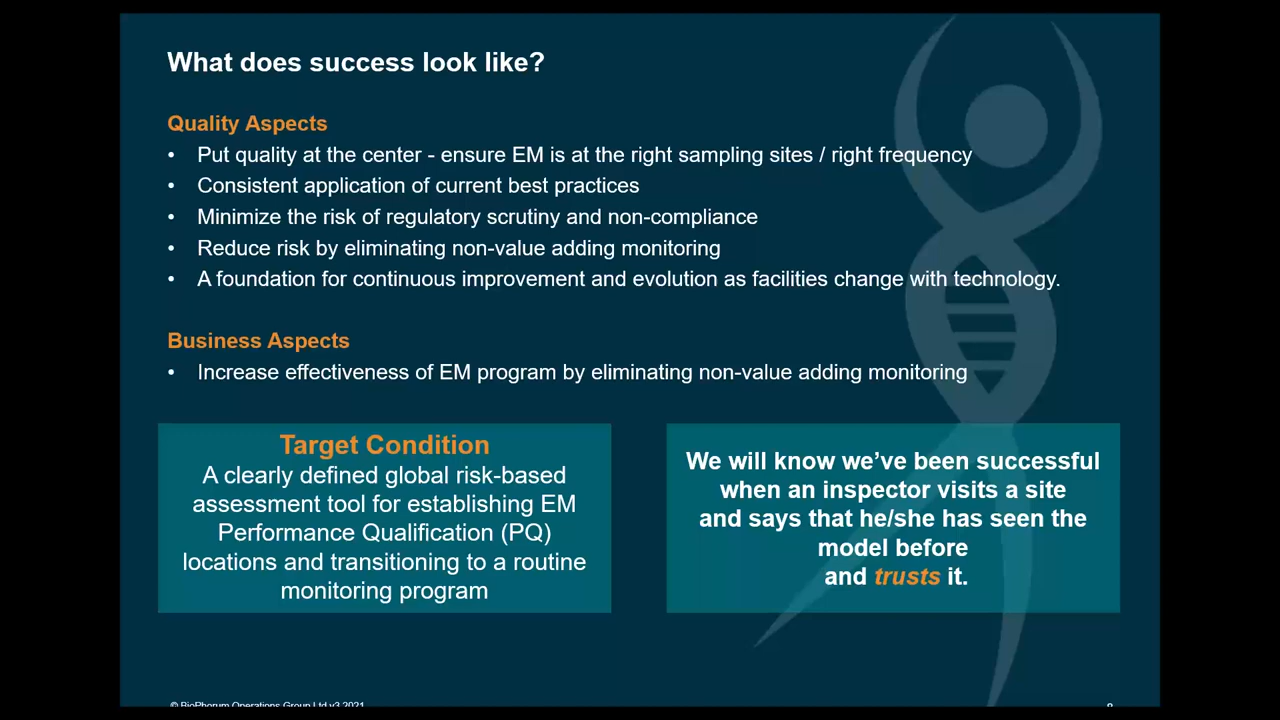 What does success look like?
Quality Aspects
• Put quality at the center - ensure EM is at the right sampling sites / right frequency
• Consistent application of current best practices
• Minimize the risk of regulatory scrutiny and non-compliance
• Reduce risk by eliminating non-value adding monitoring
• A foundation for continuous improvement and evolution as facilities change with technology.
Business Aspects
• Increase effectiveness of EM program by eliminating non-value adding monitoring
Target Condition
A clearly defined global risk-based
assessment tool for establishing EM
Performance Qualification (PQ)
locations and transitioning to a routine
monitoring program
We will know we’ve been successful
when an inspector visits a site
and says that he/she has seen the
model before
and trusts it.
© BioPhorum Operations Group Ltd v3 2021